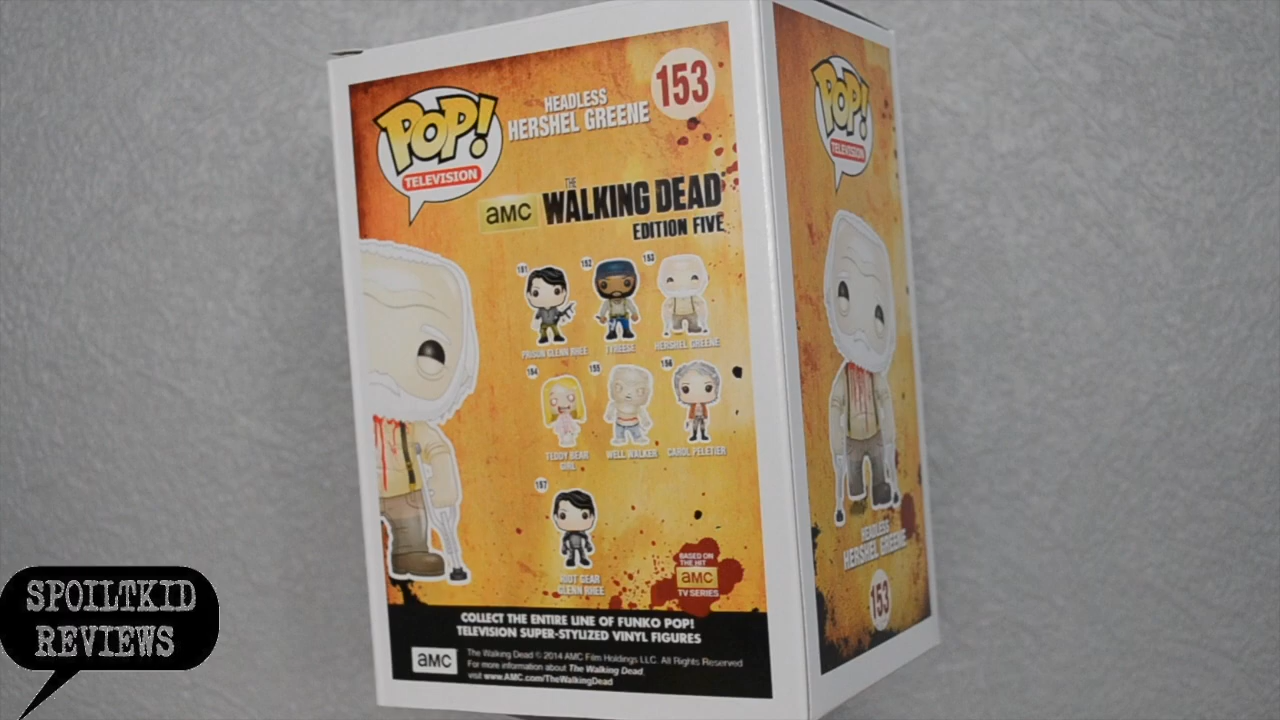 POP!
TELEVISION
HEADLESS
HERSHEL GREENE
153
THE
amc WALKING DEAD
EDITION FIVE
151
152
153
PRISON GLENN RHEE
TYREESE
HERSHEL GREENE
154
155
156
TEDDY BEAR
GIRL
WELL WALKER
CAROL PELETIER
157
RIOT GEAR
GLENN RHEE
BASED ON
THE HIT
amc
TV SERIES
COLLECT THE ENTIRE LINE OF FUNKO POP!
TELEVISION SUPER-STYLIZED VINYL FIGURES
amc
The Walking Dead © 2014 AMC Film Holdings LLC. All Rights Reserved
For more information about The Walking Dead,
visit www.AMC.com/TheWalkingDead
POP!
TELEVISION
HEADLESS
HERSHEL GREENE
153
SPOILTKID
REVIEWS